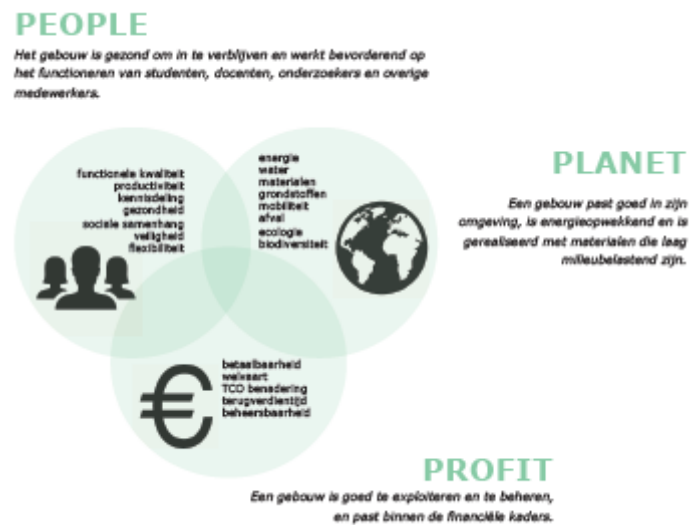 PEOPLE
Het gebouw is gezond om in te verblijven en werkt bevorderend op
het functioneren van studenten, docenten, onderzoekers en overige
medewerkers.
functionele kwaliteit
productiviteit
kennisdeling
gezondheid
sociale samenhang
veiligheid
flexibiliteit
energie
water
materialen
grondstoffen
mobiliteit
afval
ecologie
biodiversiteit
PLANET
Een gebouw past goed in zijn
omgeving, is energieopwekkend en is
gerealiseerd met materialen die laag
milieubelastend zijn.
betaalbaarheid
welvaart
TCO benadering
terugverdientijd
beheersbaarheid
PROFIT
Een gebouw is goed te exploiteren en te beheren,
en past binnen de financiële kaders.